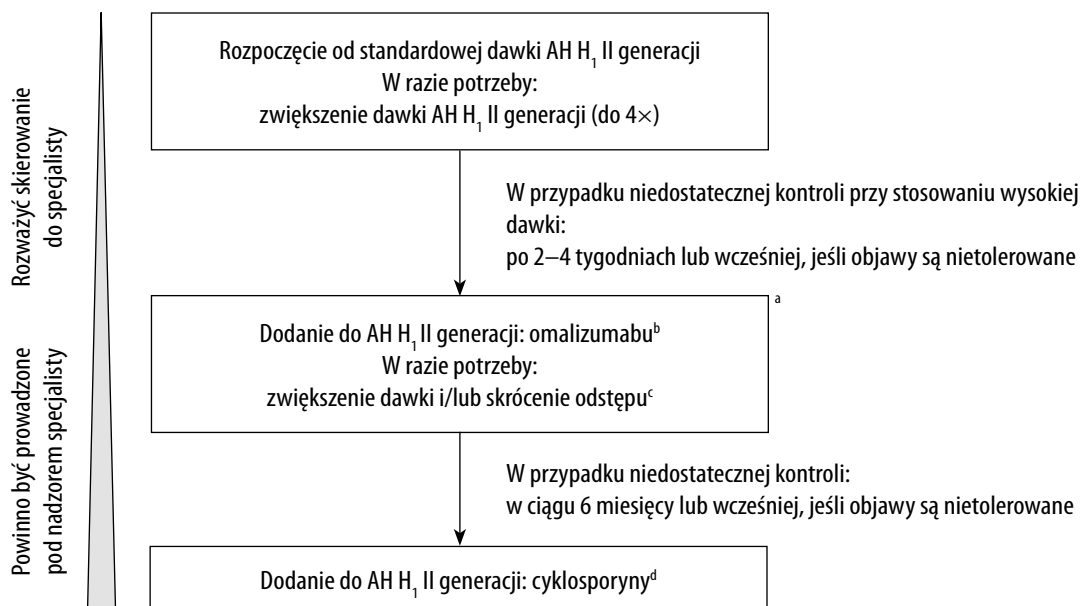 Rozpoczęcie od standardowej dawki AH H₁ II generacji
W razie potrzeby:
zwiększenie dawki AH H₁ II generacji (do 4×)
Rozważyć skierowanie
do specjalisty
W przypadku niedostatecznej kontroli przy stosowaniu wysokiej
dawki:
po 2–4 tygodniach lub wcześniej, jeśli objawy są nietolerowane
a
Dodanie do AH H₁ II generacji: omalizumabuᵇ
W razie potrzeby:
zwiększenie dawki i/lub skrócenie odstępuᶜ
Powinno być prowadzone
pod nadzorem specjalisty
W przypadku niedostatecznej kontroli:
w ciągu 6 miesięcy lub wcześniej, jeśli objawy są nietolerowane
Dodanie do AH H₁ II generacji: cyklosporynyᵈ